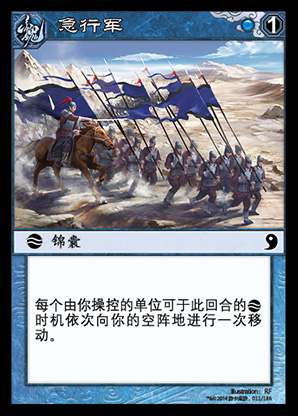 急行军
1
锦囊
每个由你操控的单位可于此回合的
时机依次向你的空阵地进行一次移
动。
Illustration: RF